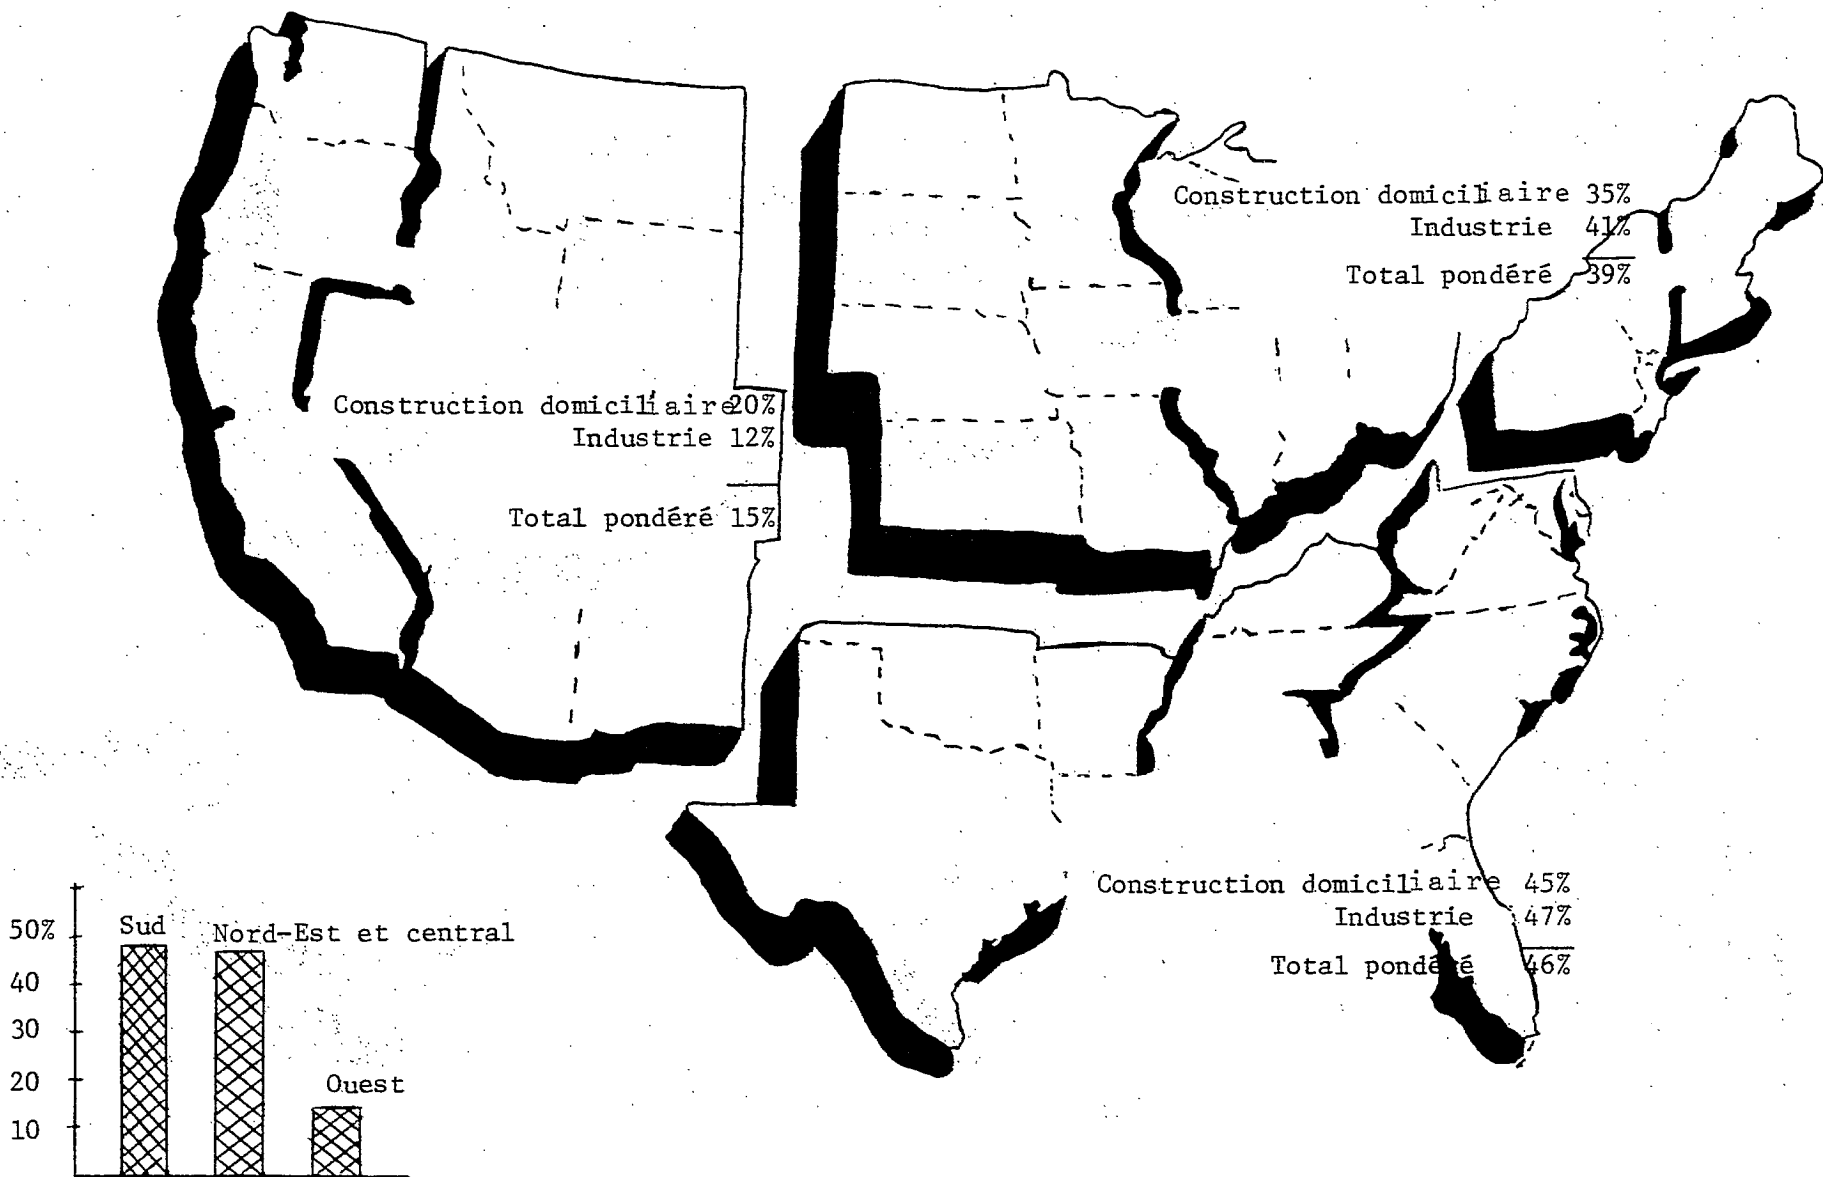 Construction domiciliaire 35%
Industrie 41%
Total pondéré 39%
Construction domiciliaire 20%
Industrie 12%
Total pondéré 15%
Construction domiciliaire 45%
Industrie 47%
Total pondéré 46%
50%
40
30
20
10
Sud
Nord-Est et central
Ouest